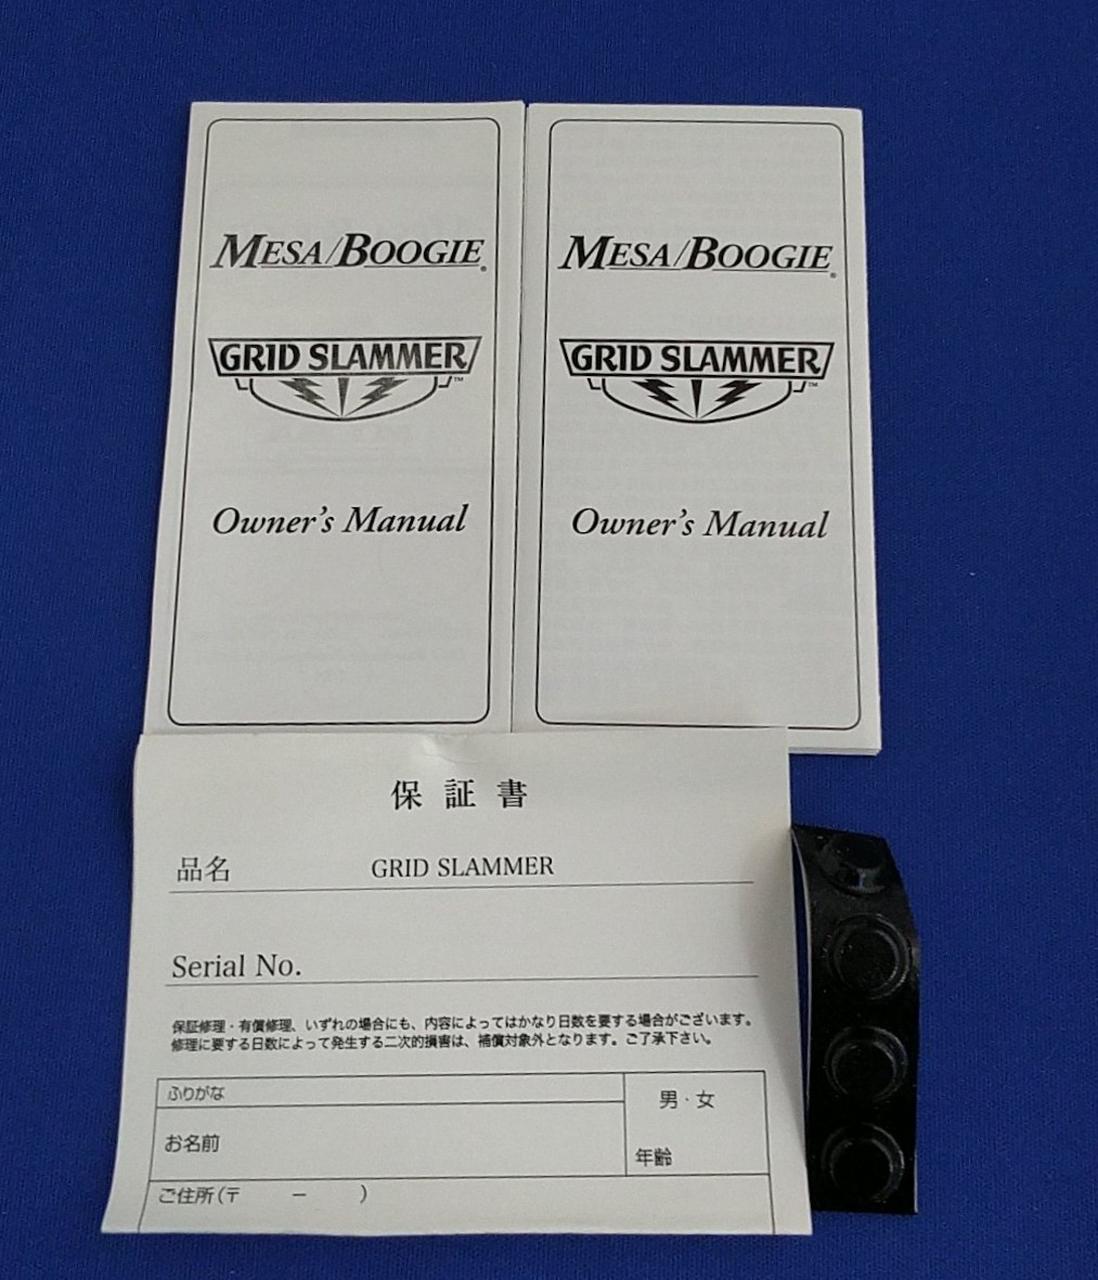 MESA/BOOGIE®
GRID SLAMMER™
Owner's Manual
MESA/BOOGIE®
GRID SLAMMER™
Owner's Manual
保証書
品名 GRID SLAMMER
Serial No.
保証修理・有償修理、いずれの場合にも、内容によってはかなり日数を要する場合がございます。
修理に要する日数によって発生する二次的損害は、補償対象外となります。ご了承下さい。
ふりがな
男・女
お名前
年齢
ご住所(〒 − )